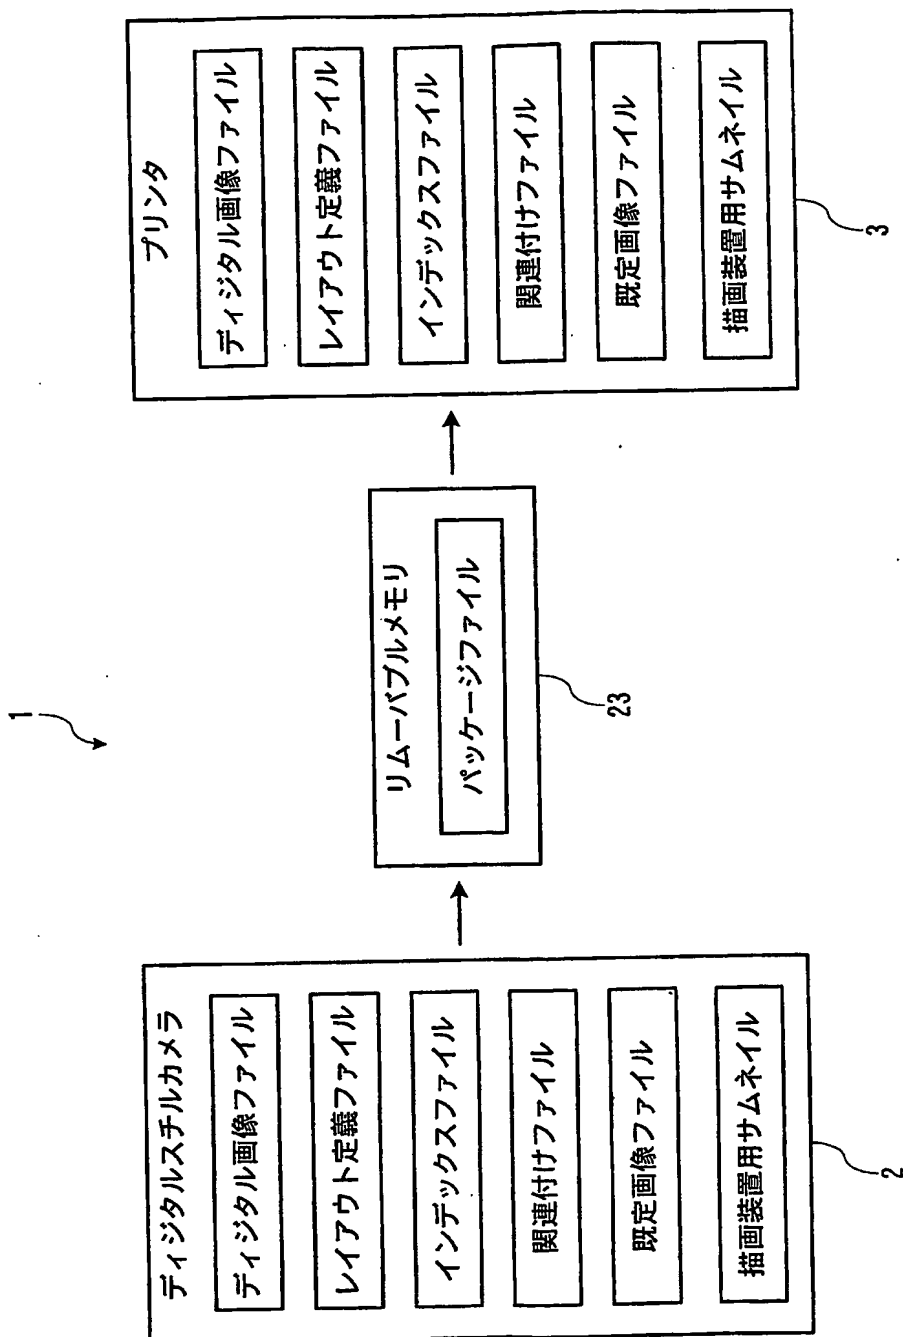 1
ディジタルスチルカメラ
ディジタル画像ファイル
レイアウト定義ファイル
インデックスファイル
関連付けファイル
既定画像ファイル
描画装置用サムネイル
2
リムーバブルメモリ
パッケージファイル
23
プリンタ
ディジタル画像ファイル
レイアウト定義ファイル
インデックスファイル
関連付けファイル
既定画像ファイル
描画装置用サムネイル
3